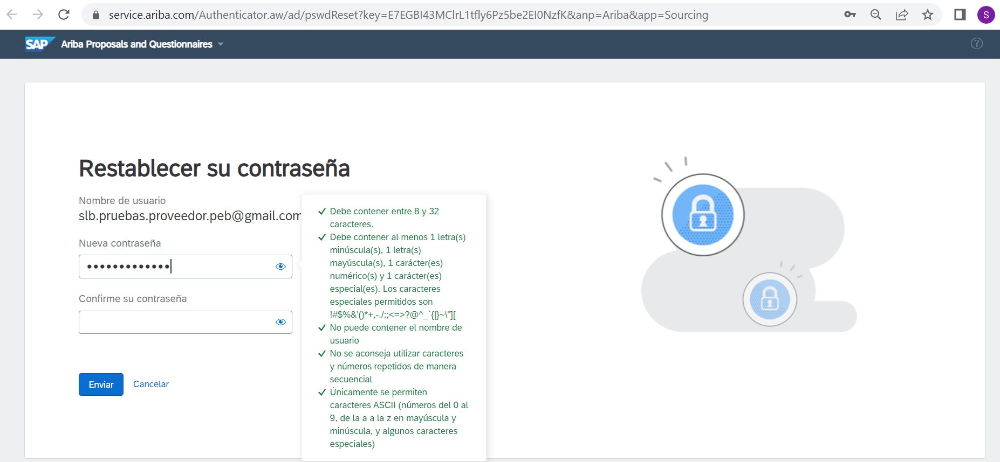 service.ariba.com/Authenticator.aw/ad/pswdReset?key=E7EGBI43MClrL1tfly6Pz5be2EI0NzfK&anp=Ariba&app=Sourcing
S
SAP Ariba Proposals and Questionnaires
?
Restablecer su contraseña
Nombre de usuario
slb.pruebas.proveedor.peb@gmail.com
Nueva contraseña
•••••••••••••
Confirme su contraseña
Enviar Cancelar
Debe contener entre 8 y 32
caracteres.
Debe contener al menos 1 letra(s)
minúscula(s), 1 letra(s)
mayúscula(s), 1 carácter(es)
numérico(s) y 1 carácter(es)
especial(es). Los caracteres
especiales permitidos son
!#$%&'()*+,-./:;<=>?@^_`{|}~\"][
No puede contener el nombre de
usuario
No se aconseja utilizar caracteres
y números repetidos de manera
secuencial
Únicamente se permiten
caracteres ASCII (números del 0 al
9, de la a a la z en mayúscula y
minúscula, y algunos caracteres
especiales)